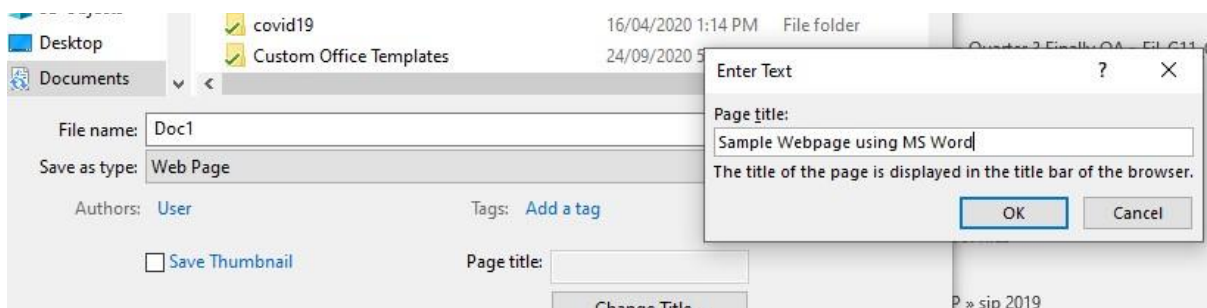 Desktop
Documents
covid19 16/04/2020 1:14 PM File folder
Custom Office Templates 24/09/2020 5
File name: Doc1
Save as type: Web Page
Authors: User Tags: Add a tag
Save Thumbnail Page title:
Change Title
Enter Text ? X
Page title:
Sample Webpage using MS Word
The title of the page is displayed in the title bar of the browser.
OK Cancel
P » sip 2019